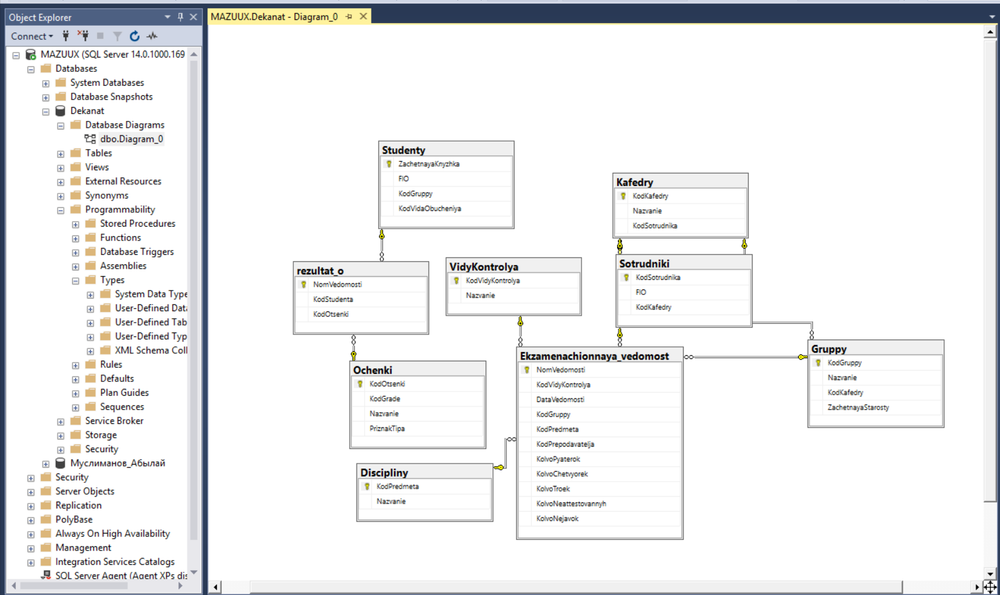 Object Explorer
Connect
MAZUUX (SQL Server 14.0.1000.169
Databases
System Databases
Database Snapshots
Dekanat
Database Diagrams
dbo.Diagram_0
Tables
Views
External Resources
Synonyms
Programmability
Stored Procedures
Functions
Database Triggers
Assemblies
Types
System Data Type
User-Defined Data
User-Defined Tab
User-Defined Typ
XML Schema Coll
Rules
Defaults
Plan Guides
Sequences
Service Broker
Storage
Security
Муслиманов_Абылай
Security
Server Objects
Replication
PolyBase
Always On High Availability
Management
Integration Services Catalogs
SQL Server Agent (Agent XPs dis
MAZUUX.Dekanat - Diagram_0
Studenty
ZachetnayaKnyzhka
FIO
KodGruppy
KodVidaObucheniya
Kafedry
KodKafedry
Nazvanie
KodSotrudnika
rezultat_o
NomVedomosti
KodStudenta
KodOtsenki
VidyKontrolya
KodVidyKontrolya
Nazvanie
Sotrudniki
KodSotrudnika
FIO
KodKafedry
Ochenki
KodOtsenki
KodGrade
Nazvanie
PriznakTipa
Ekzamenachionnaya_vedomost
NomVedomosti
KodVidyKontrolya
DataVedomosti
KodGruppy
KodPredmeta
KodPrepodavatelja
KolvoPyaterok
KolvoChetvyorek
KolvoTroek
KolvoNeattestovannyh
KolvoNejavok
Gruppy
KodGruppy
Nazvanie
KodKafedry
ZachetnayaStarosty
Discipliny
KodPredmeta
Nazvanie